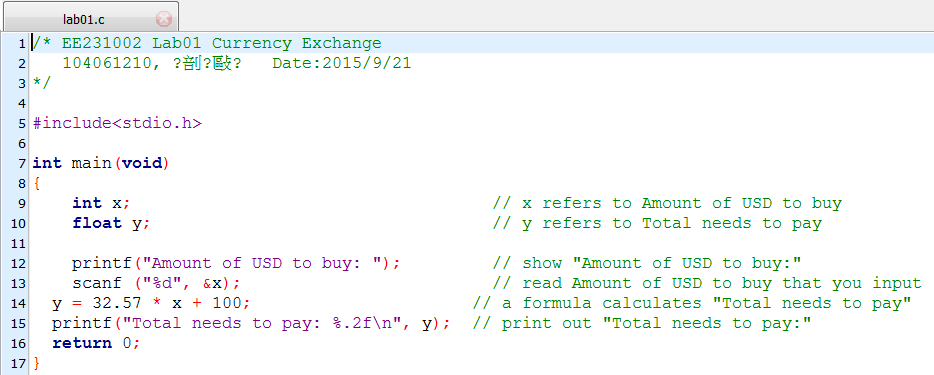 lab01.c
1 /* EE231002 Lab01 Currency Exchange
2 104061210, ?剖?毆? Date:2015/9/21
3 */
4
5 #include<stdio.h>
6
7 int main(void)
8 {
9 int x; // x refers to Amount of USD to buy
10 float y; // y refers to Total needs to pay
11
12 printf("Amount of USD to buy: "); // show "Amount of USD to buy:"
13 scanf ("%d", &x); // read Amount of USD to buy that you input
14 y = 32.57 * x + 100; // a formula calculates "Total needs to pay"
15 printf("Total needs to pay: %.2f\n", y); // print out "Total needs to pay:"
16 return 0;
17 }